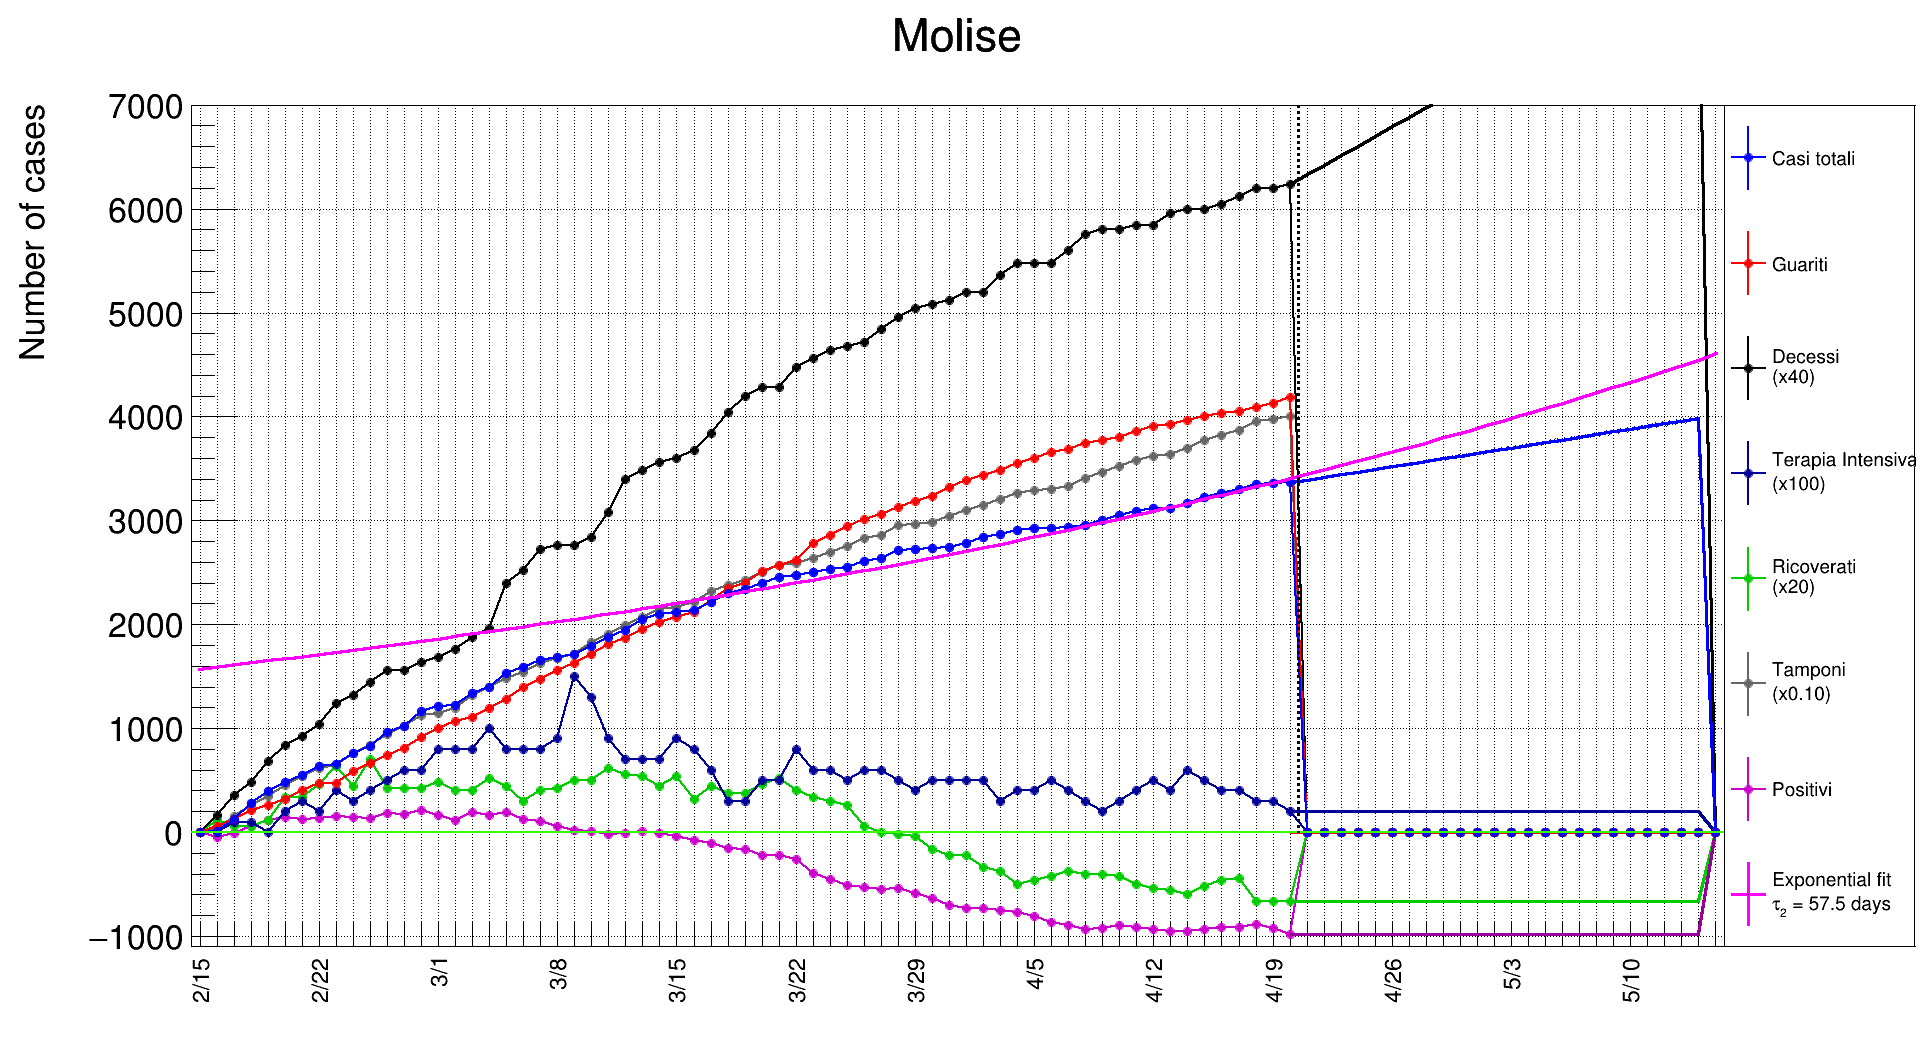 Molise
Number of cases
7000
6000
5000
4000
3000
2000
1000
0
−1000
2/15
2/22
3/1
3/8
3/15
3/22
3/29
4/5
4/12
4/19
4/26
5/3
5/10
Casi totali
Guariti
Decessi
(x40)
Terapia Intensiva
(x100)
Ricoverati
(x20)
Tamponi
(x0.10)
Positivi
Exponential fit
τ₂ = 57.5 days